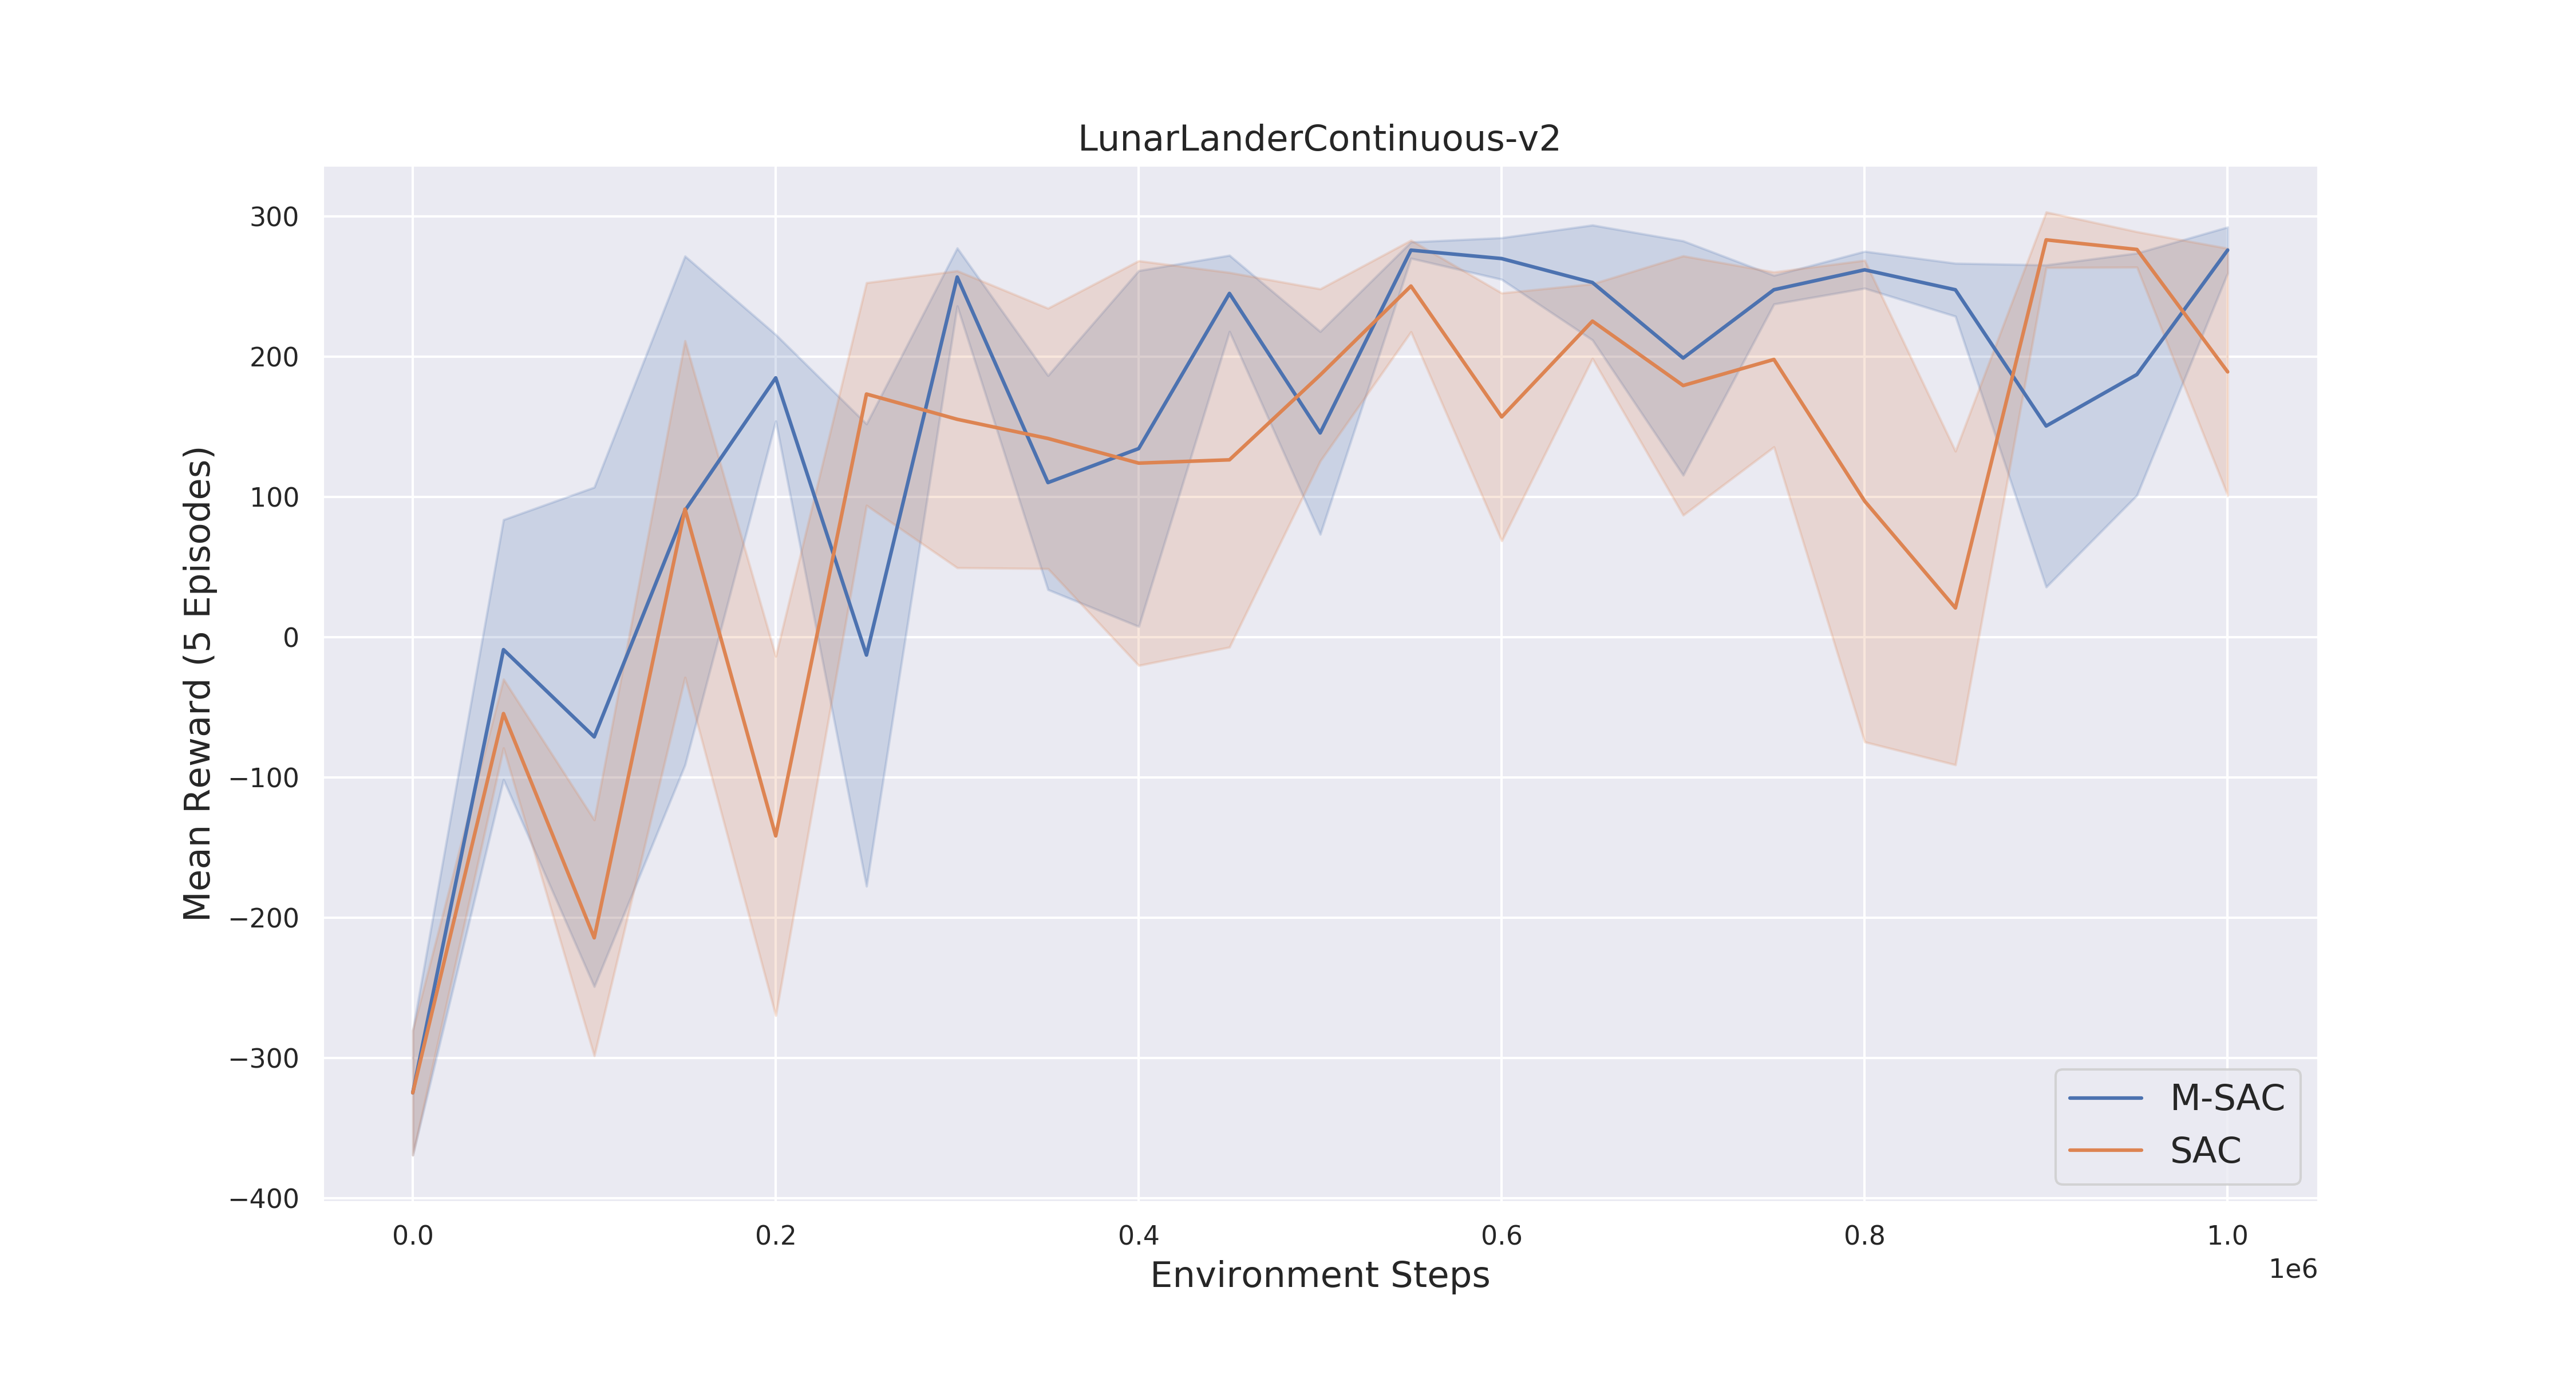 LunarLanderContinuous-v2
Mean Reward (5 Episodes)
300
200
100
0
−100
−200
−300
−400
0.0
0.2
0.4
0.6
0.8
1.0
1e6
Environment Steps
M-SAC
SAC